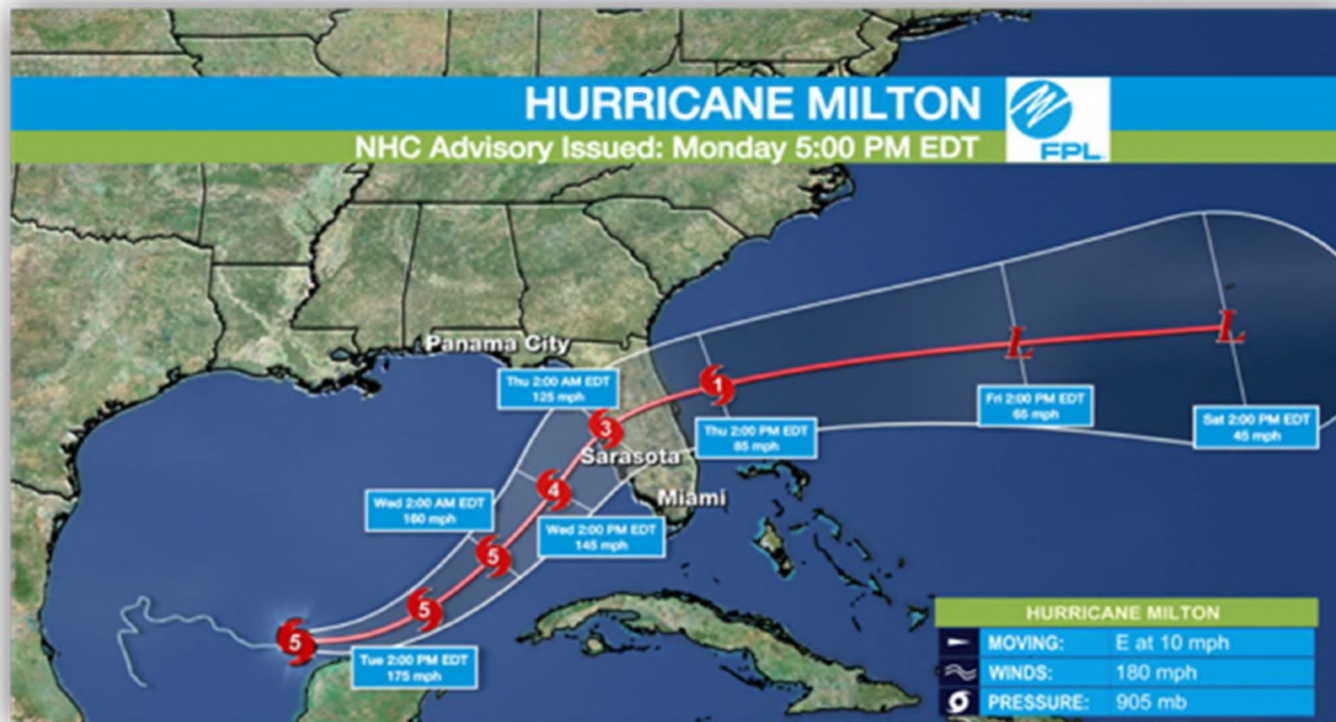 HURRICANE MILTON
NHC Advisory Issued: Monday 5:00 PM EDT
FPL
Panama City
Thu 2:00 AM EDT
125 mph
1
Fri 2:00 PM EDT
65 mph
L
Sat 2:00 PM EDT
45 mph
L
3
Thu 2:00 PM EDT
85 mph
Sarasota
Miami
4
Wed 2:00 AM EDT
160 mph
Wed 2:00 PM EDT
145 mph
5
5
5
Tue 2:00 PM EDT
175 mph
HURRICANE MILTON
MOVING: E at 10 mph
WINDS: 180 mph
PRESSURE: 905 mb